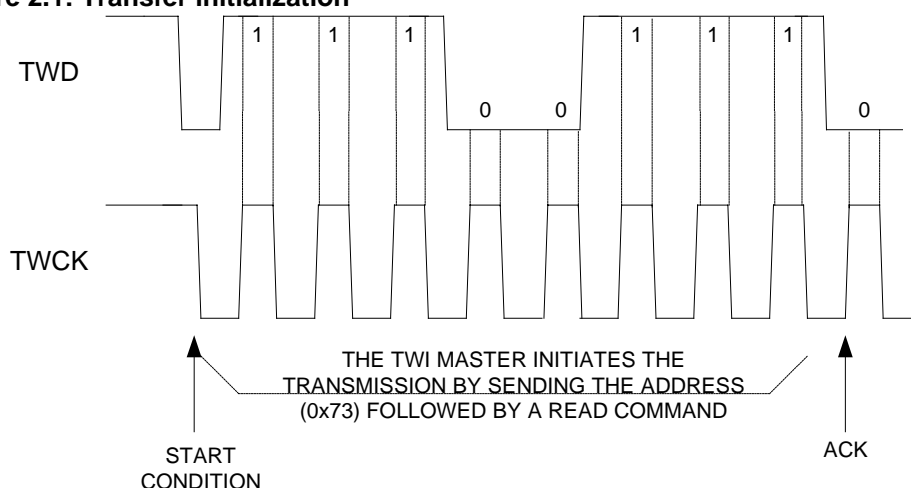 re 2.1: Transfer Initialization
1 1 1 1 1 1
TWD
0 0 0
TWCK
THE TWI MASTER INITIATES THE
TRANSMISSION BY SENDING THE ADDRESS
(0x73) FOLLOWED BY A READ COMMAND
START
CONDITION
ACK